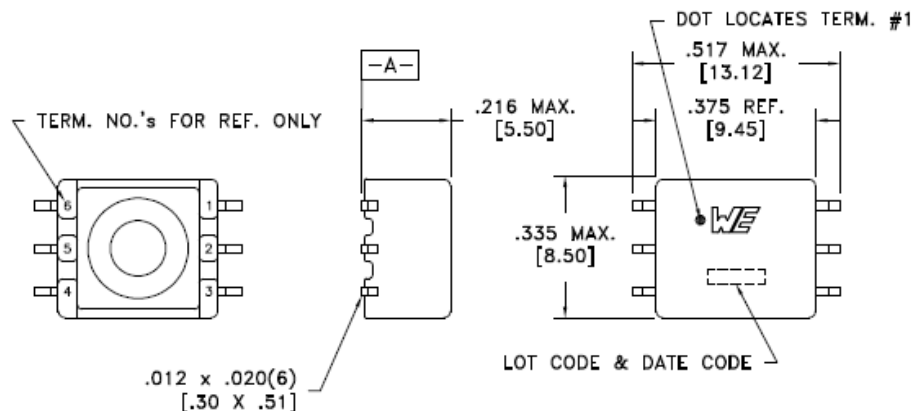 DOT LOCATES TERM. #1
.517 MAX.
[13.12]
-A-
.216 MAX.
[5.50]
.375 REF.
[9.45]
TERM. NO.'s FOR REF. ONLY
6
1
5
2
4
3
WE
.335 MAX.
[8.50]
LOT CODE & DATE CODE
.012 x .020(6)
[.30 X .51]